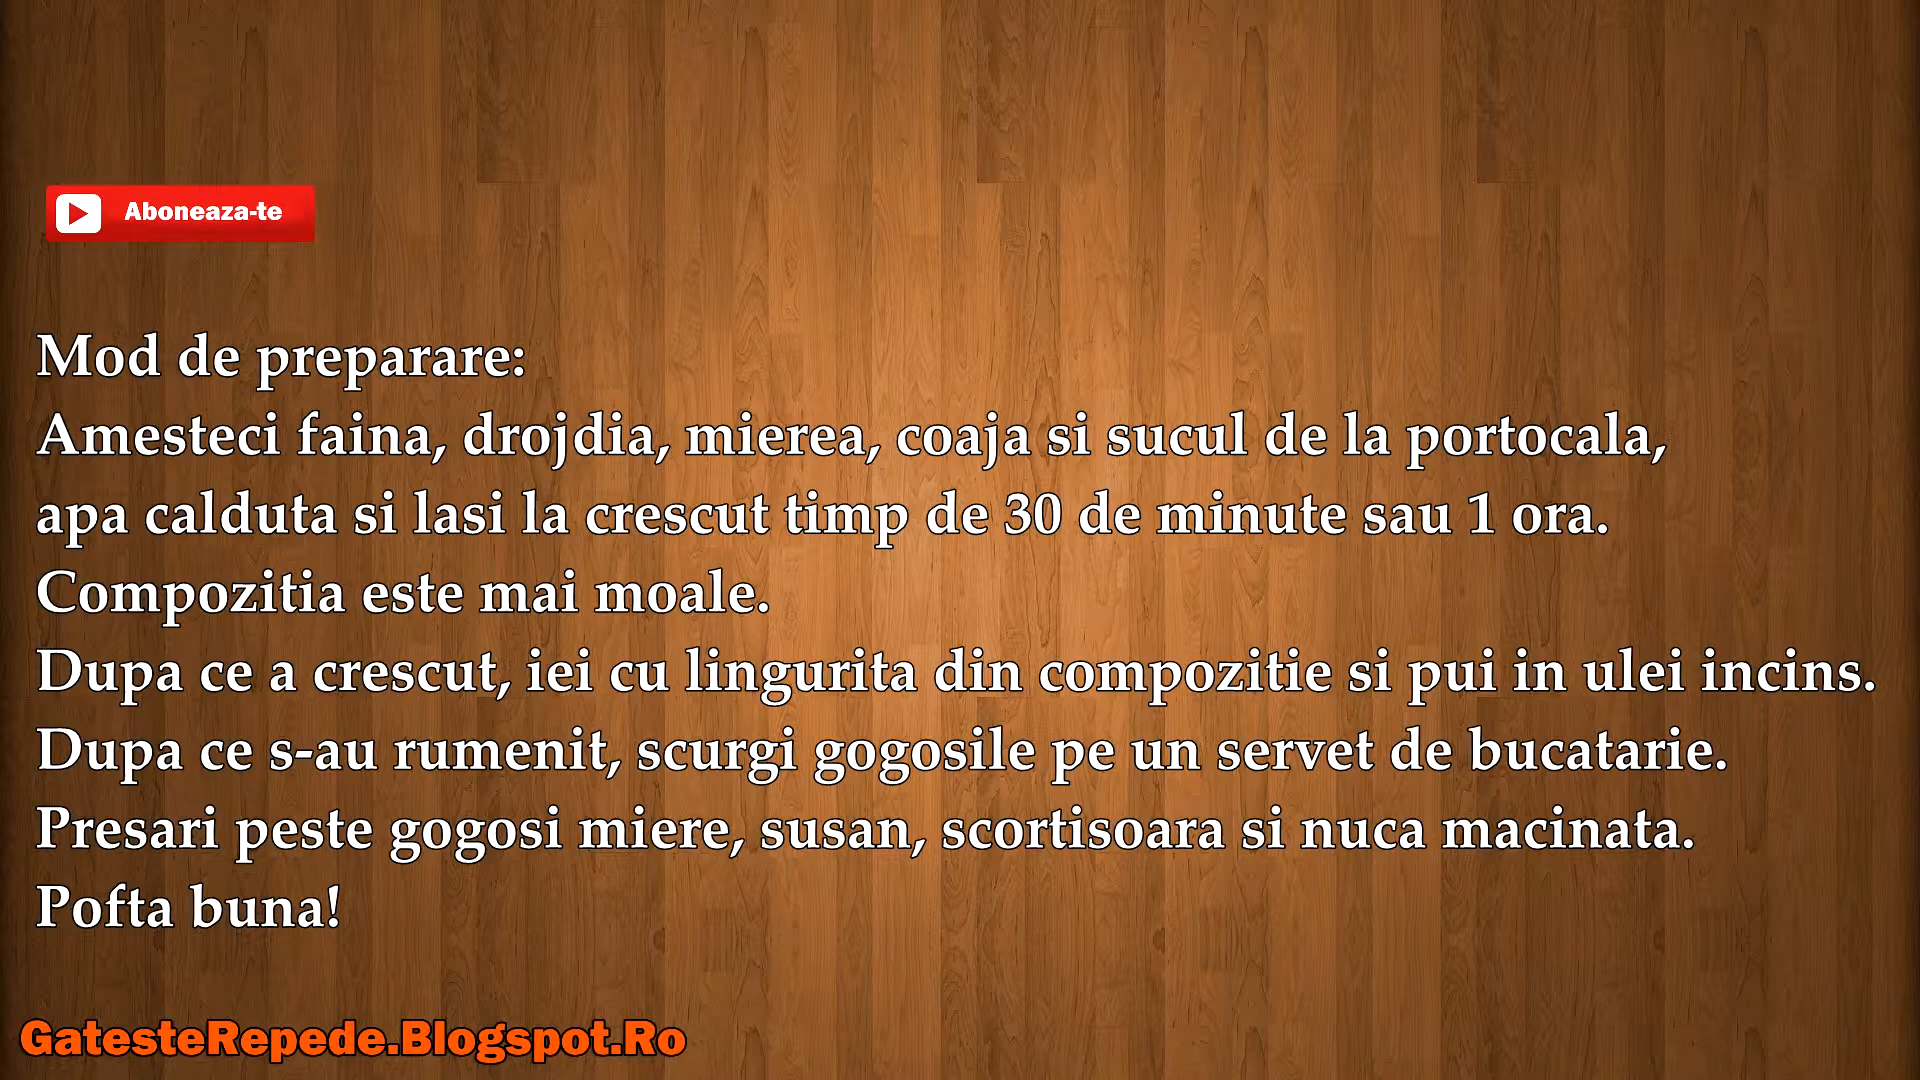 Aboneaza-te
Mod de preparare:
Amesteci faina, drojdia, mierea, coaja si sucul de la portocala,
apa calduta si lasi la crescut timp de 30 de minute sau 1 ora.
Compozitia este mai moale.
Dupa ce a crescut, iei cu lingurita din compozitie si pui in ulei incins.
Dupa ce s-au rumenit, scurgi gogosile pe un servet de bucatarie.
Presari peste gogosi miere, susan, scortisoara si nuca macinata.
Pofta buna!
GatesteRepede.Blogspot.Ro